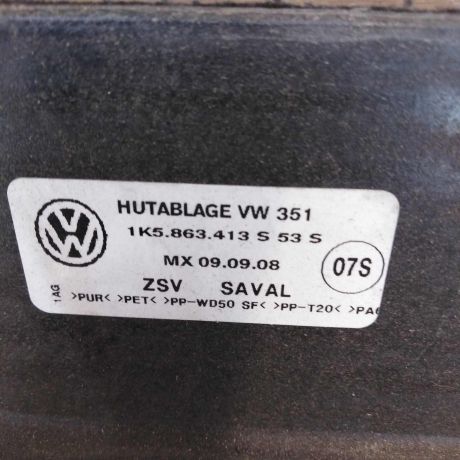 HUTABLAGE VW 351
1K5.863.413 S 53 S
MX 09.09.08
07S
ZSV SAVAL
1AG
>PUR< >PET< >PP-WD50 SF< >PP-T20< >PA6